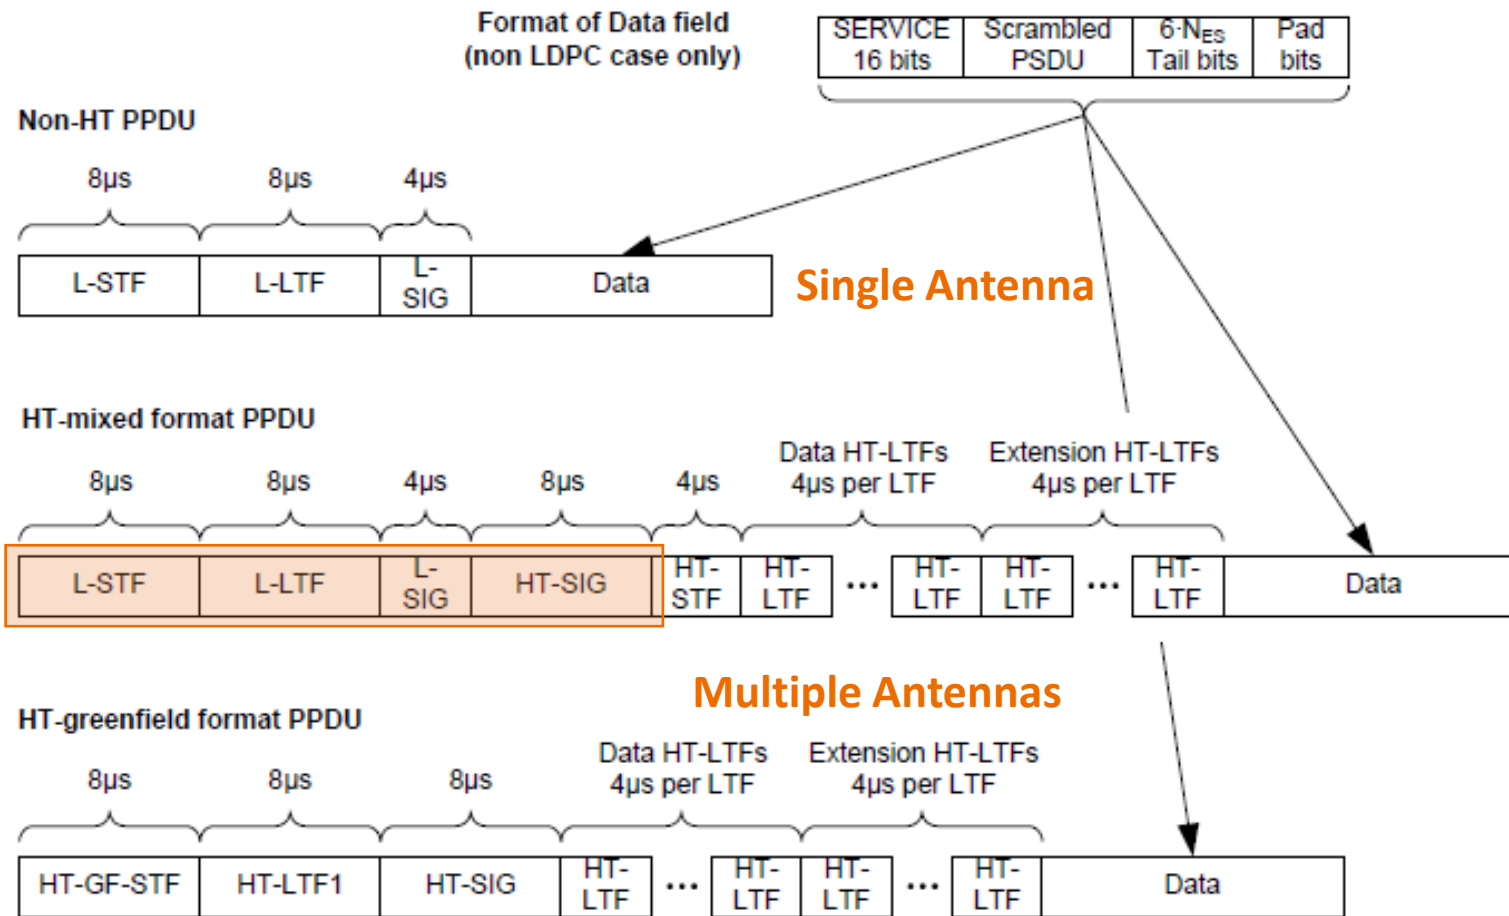 Format of Data field
(non LDPC case only)
SERVICE 16 bits
Scrambled PSDU
6·NES Tail bits
Pad bits
Non-HT PPDU
8µs 8µs 4µs
L-STF L-LTF L-SIG Data
Single Antenna
HT-mixed format PPDU
Data HT-LTFs
4µs per LTF
Extension HT-LTFs
4µs per LTF
8µs 8µs 4µs 8µs 4µs
L-STF L-LTF L-SIG HT-SIG HT-STF HT-LTF ... HT-LTF HT-LTF ... HT-LTF Data
Multiple Antennas
HT-greenfield format PPDU
Data HT-LTFs
4µs per LTF
Extension HT-LTFs
4µs per LTF
8µs 8µs 8µs
HT-GF-STF HT-LTF1 HT-SIG HT-LTF ... HT-LTF HT-LTF ... HT-LTF Data